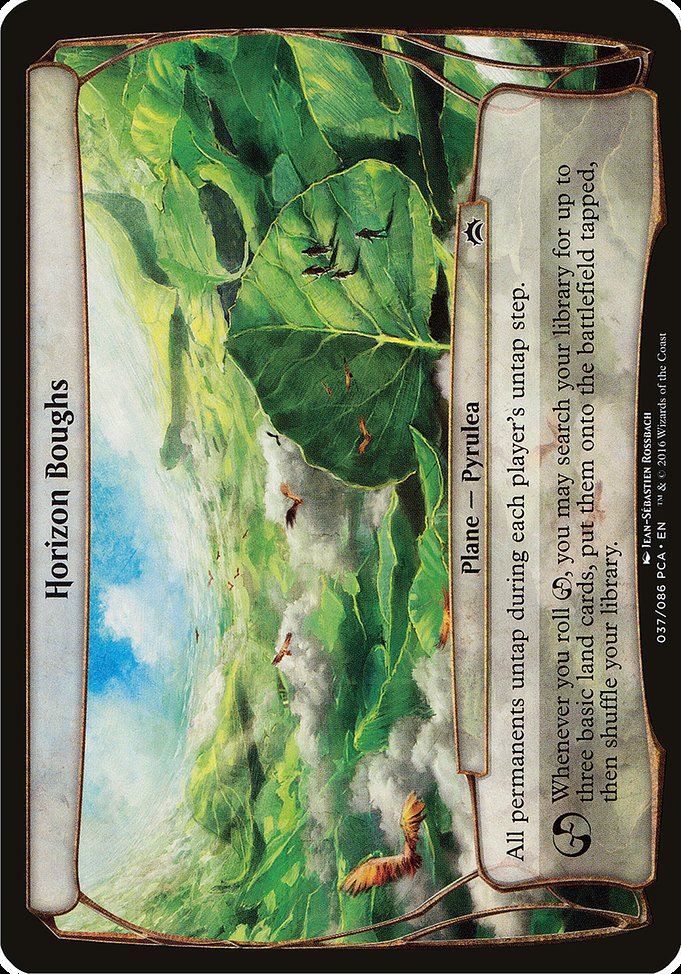 Horizon Boughs
Plane — Pyrulea
All permanents untap during each player's untap step.
Whenever you roll , you may search your library for up to
three basic land cards, put them onto the battlefield tapped,
then shuffle your library.
Jean-Sébastien Rossbach
037/086 PCA • EN ™ & © 2016 Wizards of the Coast